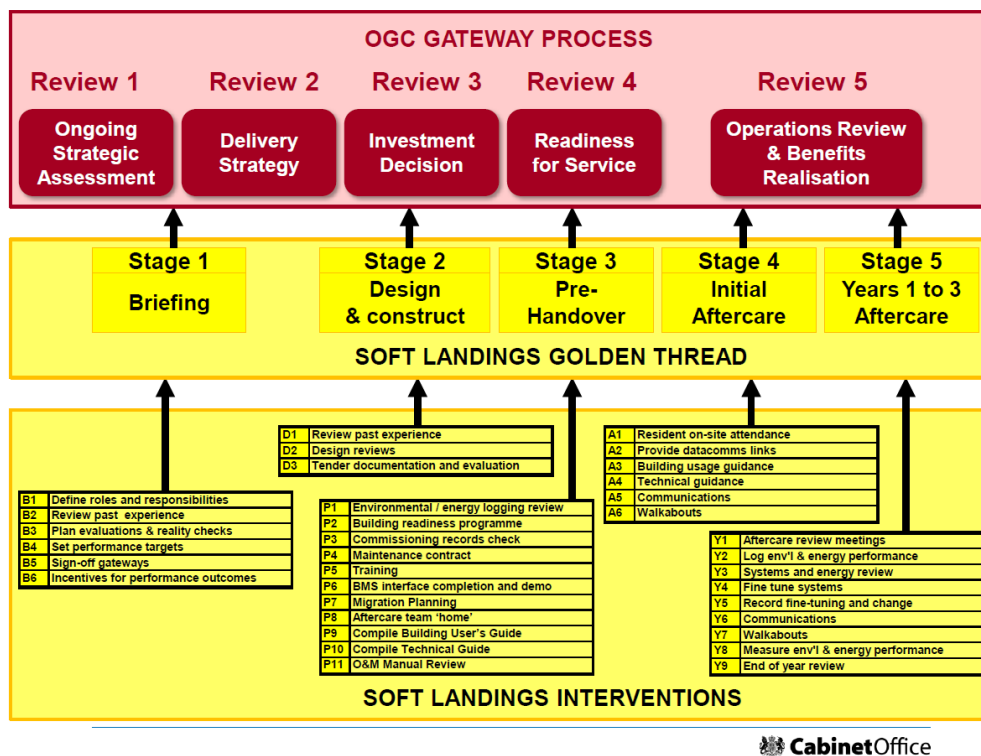 OGC GATEWAY PROCESS
Review 1
Review 2
Review 3
Review 4
Review 5
Ongoing
Strategic
Assessment
Delivery
Strategy
Investment
Decision
Readiness
for Service
Operations Review
& Benefits
Realisation
Stage 1
Briefing
Stage 2
Design
& construct
Stage 3
Pre-
Handover
Stage 4
Initial
Aftercare
Stage 5
Years 1 to 3
Aftercare
SOFT LANDINGS GOLDEN THREAD
B1 Define roles and responsibilities
B2 Review past experience
B3 Plan evaluations & reality checks
B4 Set performance targets
B5 Sign-off gateways
B6 Incentives for performance outcomes
D1 Review past experience
D2 Design reviews
D3 Tender documentation and evaluation
P1 Environmental / energy logging review
P2 Building readiness programme
P3 Commissioning records check
P4 Maintenance contract
P5 Training
P6 BMS interface completion and demo
P7 Migration Planning
P8 Aftercare team ‘home’
P9 Compile Building User’s Guide
P10 Compile Technical Guide
P11 O&M Manual Review
A1 Resident on-site attendance
A2 Provide datacomms links
A3 Building usage guidance
A4 Technical guidance
A5 Communications
A6 Walkabouts
Y1 Aftercare review meetings
Y2 Log env'l & energy performance
Y3 Systems and energy review
Y4 Fine tune systems
Y5 Record fine-tuning and change
Y6 Communications
Y7 Walkabouts
Y8 Measure env'l & energy performance
Y9 End of year review
SOFT LANDINGS INTERVENTIONS
CabinetOffice